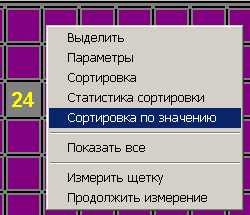 Выделить
Параметры
Сортировка
24
Статистика сортировки
Сортировка по значению
Показать все
Измерить щетку
Продолжить измерение